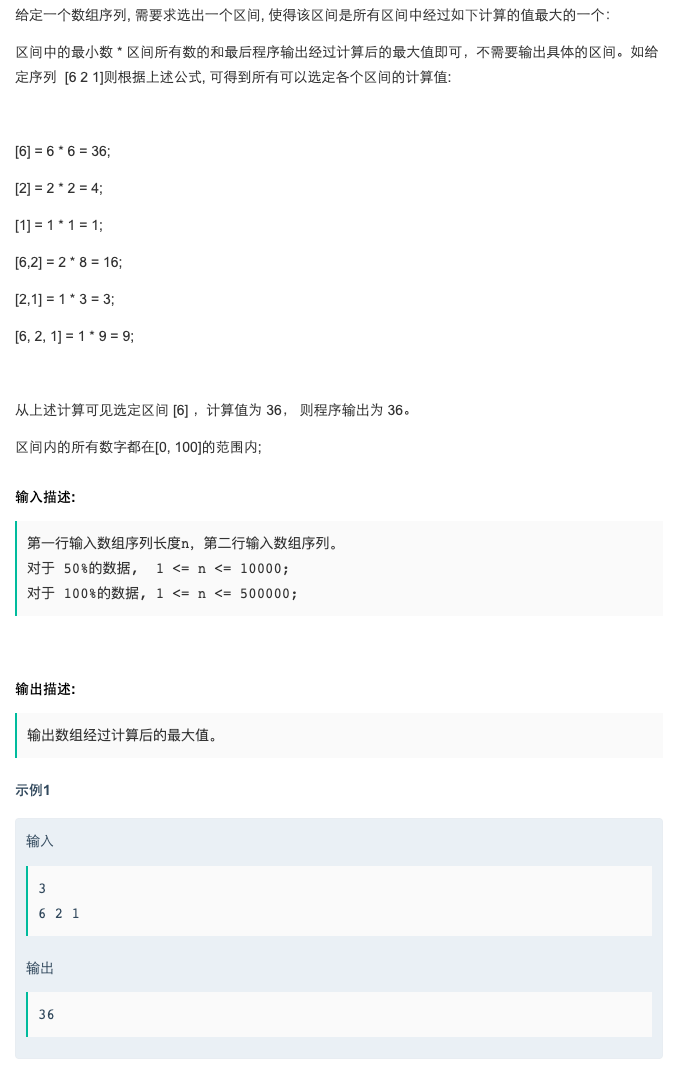 给定一个数组序列, 需要求选出一个区间, 使得该区间是所有区间中经过如下计算的值最大的一个：
区间中的最小数 * 区间所有数的和最后程序输出经过计算后的最大值即可，不需要输出具体的区间。如给
定序列  [6 2 1]则根据上述公式, 可得到所有可以选定各个区间的计算值:
[6] = 6 * 6 = 36;
[2] = 2 * 2 = 4;
[1] = 1 * 1 = 1;
[6,2] = 2 * 8 = 16;
[2,1] = 1 * 3 = 3;
[6, 2, 1] = 1 * 9 = 9;
从上述计算可见选定区间 [6] ，计算值为 36， 则程序输出为 36。
区间内的所有数字都在[0, 100]的范围内;
输入描述:
第一行输入数组序列长度n，第二行输入数组序列。
对于 50%的数据,  1 <= n <= 10000;
对于 100%的数据, 1 <= n <= 500000;
输出描述:
输出数组经过计算后的最大值。
示例1
输入
3
6 2 1
输出
36